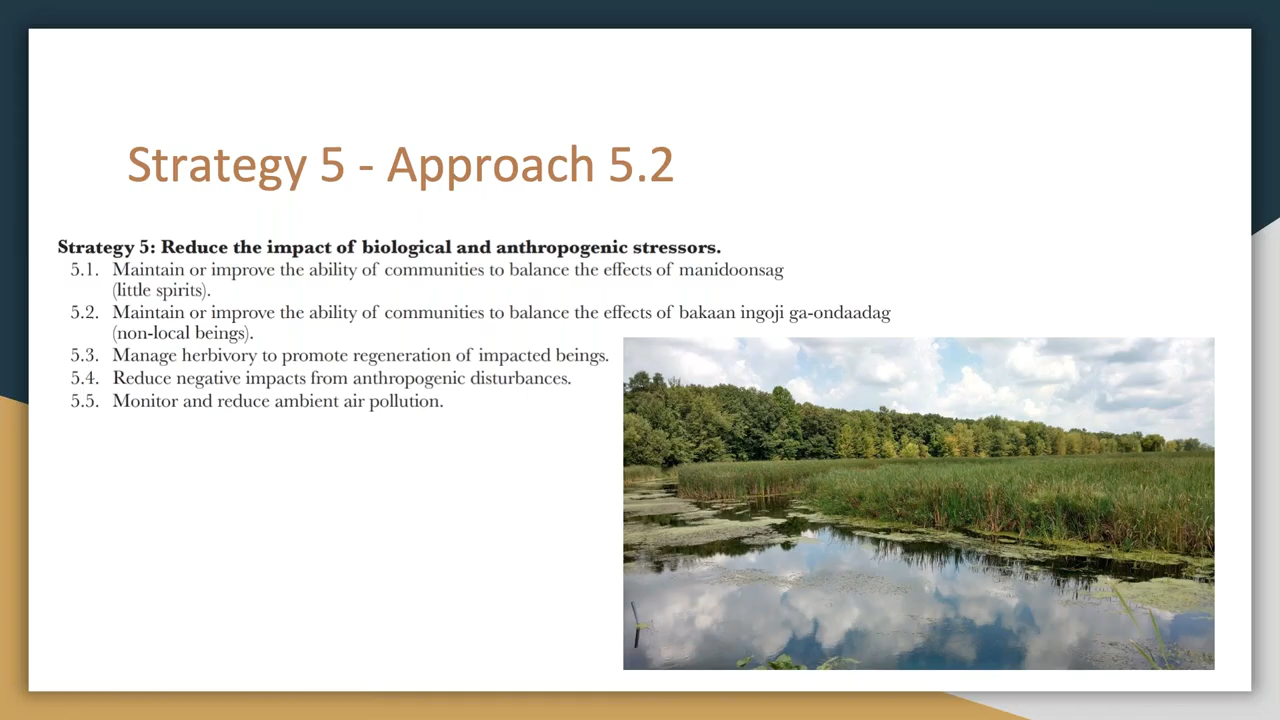 Strategy 5 - Approach 5.2
Strategy 5: Reduce the impact of biological and anthropogenic stressors.
5.1. Maintain or improve the ability of communities to balance the effects of manidoonsag
(little spirits).
5.2. Maintain or improve the ability of communities to balance the effects of bakaan ingoji ga-ondaadag
(non-local beings).
5.3. Manage herbivory to promote regeneration of impacted beings.
5.4. Reduce negative impacts from anthropogenic disturbances.
5.5. Monitor and reduce ambient air pollution.